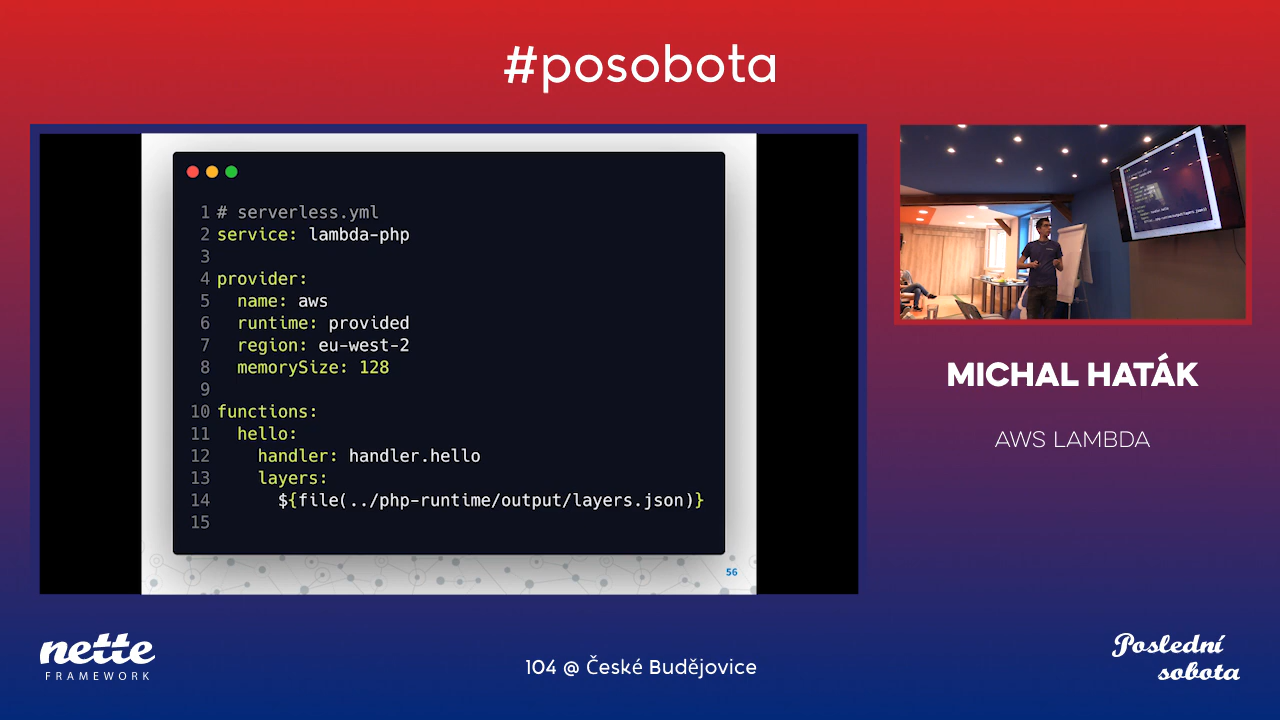 #posobota
1 # serverless.yml
2 service: lambda-php
3
4 provider:
5   name: aws
6   runtime: provided
7   region: eu-west-2
8   memorySize: 128
9
10 functions:
11   hello:
12     handler: handler.hello
13     layers:
14       ${file(../php-runtime/output/layers.json)}
15
56
MICHAL HATÁK
AWS LAMBDA
nette
FRAMEWORK
104 @ České Budějovice
Poslední
sobota